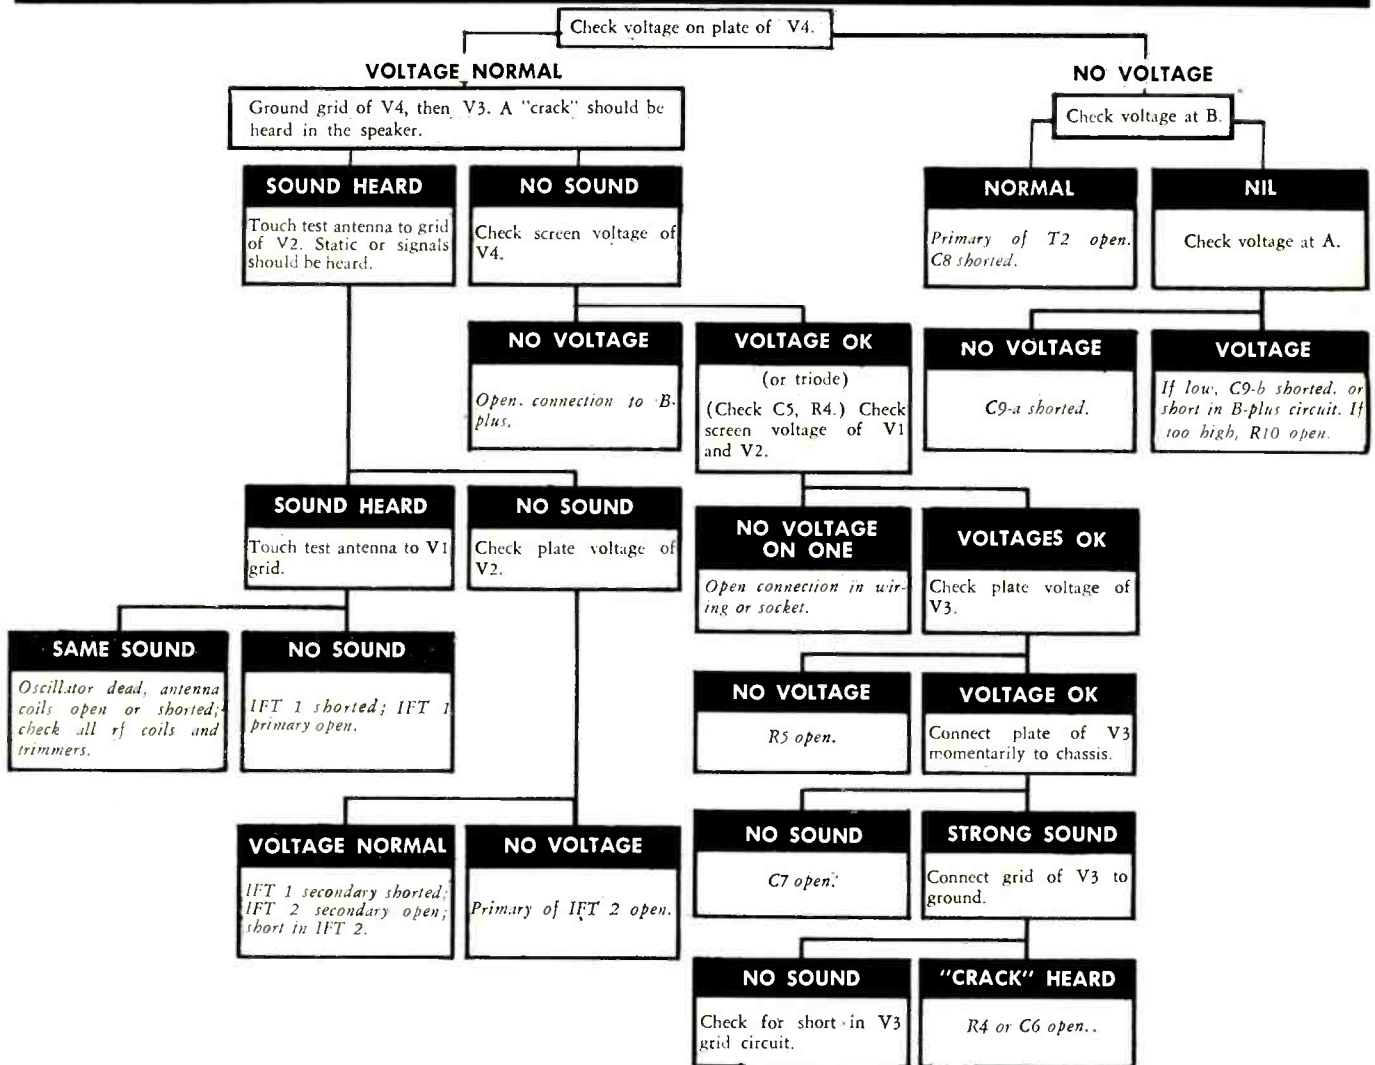 Check voltage on plate of V4.
VOLTAGE NORMAL
Ground grid of V4, then V3. A "crack" should be
heard in the speaker.
NO VOLTAGE
Check voltage at B.
SOUND HEARD
Touch test antenna to grid
of V2. Static or signals
should be heard.
NO SOUND
Check screen voltage of
V4.
NORMAL
Primary of T2 open.
C8 shorted.
NIL
Check voltage at A.
NO VOLTAGE
Open. connection to B-
plus.
VOLTAGE OK
(or triode)
(Check C5, R4.) Check
screen voltage of V1
and V2.
NO VOLTAGE
C9-a shorted.
VOLTAGE
If low, C9-b shorted, or
short in B-plus circuit. If
too high, R10 open.
SOUND HEARD
Touch test antenna to V1
grid.
NO SOUND
Check plate voltage of
V2.
NO VOLTAGE
ON ONE
Open connection in wir-
ing or socket.
VOLTAGES OK
Check plate voltage of
V3.
SAME SOUND
Oscillator dead, antenna
coils open or shorted;
check all rf coils and
trimmers.
NO SOUND
IFT 1 shorted; IFT 1
primary open.
NO VOLTAGE
R5 open.
VOLTAGE OK
Connect plate of V3
momentarily to chassis.
VOLTAGE NORMAL
IFT 1 secondary shorted;
IFT 2 secondary open;
short in IFT 2.
NO VOLTAGE
Primary of IFT 2 open.
NO SOUND
C7 open.
STRONG SOUND
Connect grid of V3 to
ground.
NO SOUND
Check for short in V3
grid circuit.
"CRACK" HEARD
R4 or C6 open..